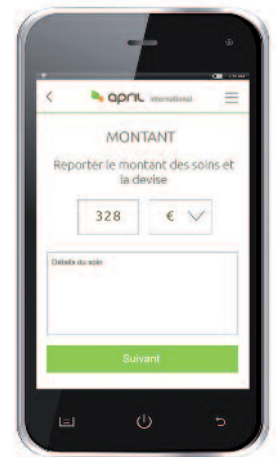 april international
MONTANT
Reporter le montant des soins et
la devise
328 €
Détails du soin
Suivant